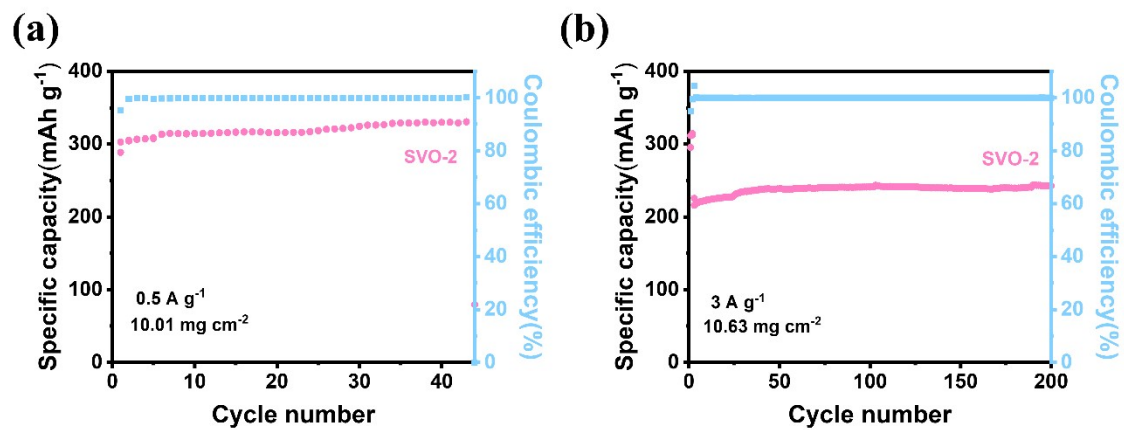 (a)
400
300
200
100
0
Specific capacity(mAh g⁻¹)
SVO-2
0.5 A g⁻¹
10.01 mg cm⁻²
0 10 20 30 40
Cycle number
100
80
60
40
20
0
Coulombic efficiency(%)
(b)
400
300
200
100
0
Specific capacity(mAh g⁻¹)
SVO-2
3 A g⁻¹
10.63 mg cm⁻²
0 50 100 150 200
Cycle number
100
80
60
40
20
0
Coulombic efficiency(%)